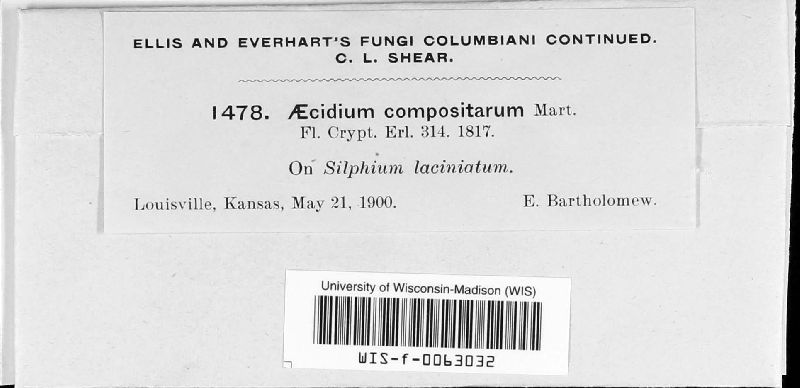 ELLIS AND EVERHART'S FUNGI COLUMBIANI CONTINUED.
C. L. SHEAR.
1478. Æcidium compositarum Mart.
Fl. Crypt. Erl. 314. 1817.
On Silphium laciniatum.
Louisville, Kansas, May 21, 1900. E. Bartholomew.
University of Wisconsin-Madison (WIS)
WIS-f-0063032